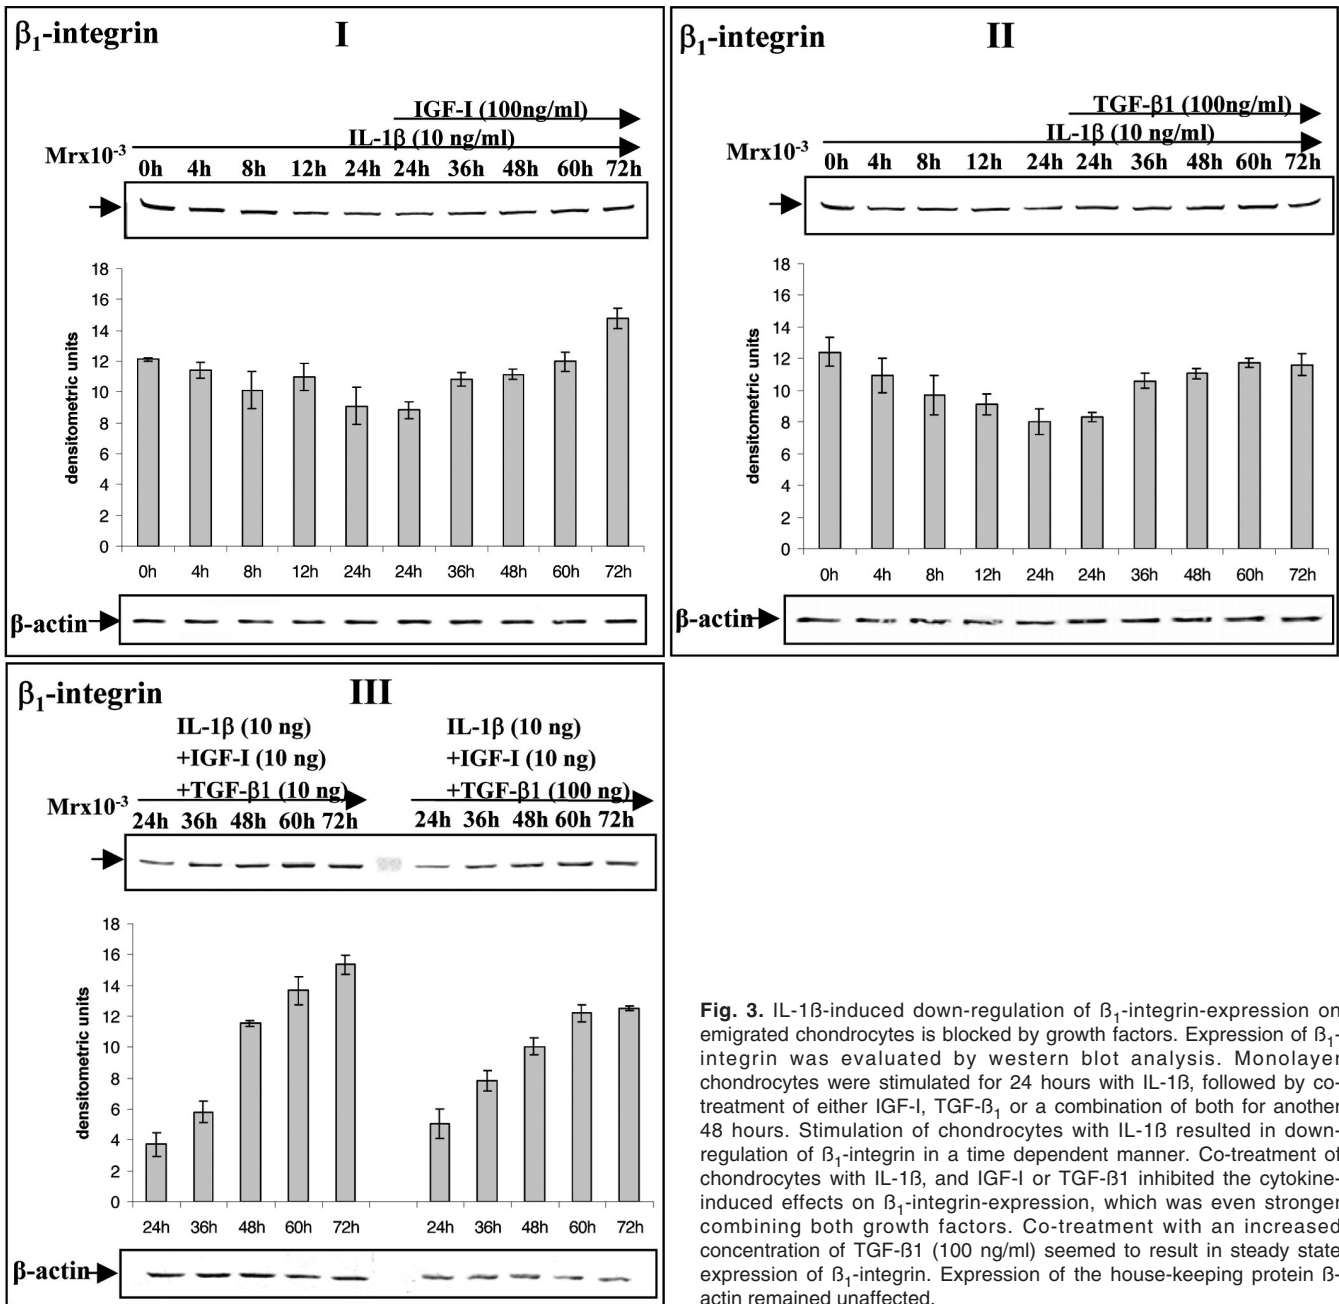 β₁-integrin I
IGF-I (100ng/ml)
IL-1β (10 ng/ml)
Mrx10⁻³
0h 4h 8h 12h 24h 24h 36h 48h 60h 72h
18
16
14
12
10
8
6
4
2
0
densitometric units
0h 4h 8h 12h 24h 24h 36h 48h 60h 72h
β-actin
β₁-integrin II
TGF-β1 (100ng/ml)
IL-1β (10 ng/ml)
Mrx10⁻³
0h 4h 8h 12h 24h 24h 36h 48h 60h 72h
18
16
14
12
10
8
6
4
2
0
densitometric units
0h 4h 8h 12h 24h 24h 36h 48h 60h 72h
β-actin
β₁-integrin III
IL-1β (10 ng) IL-1β (10 ng)
+IGF-I (10 ng) +IGF-I (10 ng)
+TGF-β1 (10 ng) +TGF-β1 (100 ng)
Mrx10⁻³
24h 36h 48h 60h 72h 24h 36h 48h 60h 72h
18
16
14
12
10
8
6
4
2
0
densitometric units
24h 36h 48h 60h 72h 24h 36h 48h 60h 72h
β-actin
Fig. 3. IL-1ß-induced down-regulation of ß₁-integrin-expression on
emigrated chondrocytes is blocked by growth factors. Expression of ß₁-
integrin was evaluated by western blot analysis. Monolayer
chondrocytes were stimulated for 24 hours with IL-1ß, followed by co-
treatment of either IGF-I, TGF-ß₁ or a combination of both for another
48 hours. Stimulation of chondrocytes with IL-1ß resulted in down-
regulation of ß₁-integrin in a time dependent manner. Co-treatment of
chondrocytes with IL-1ß, and IGF-I or TGF-ß1 inhibited the cytokine-
induced effects on ß₁-integrin-expression, which was even stronger
combining both growth factors. Co-treatment with an increased
concentration of TGF-ß1 (100 ng/ml) seemed to result in steady state
expression of ß₁-integrin. Expression of the house-keeping protein ß-
actin remained unaffected.